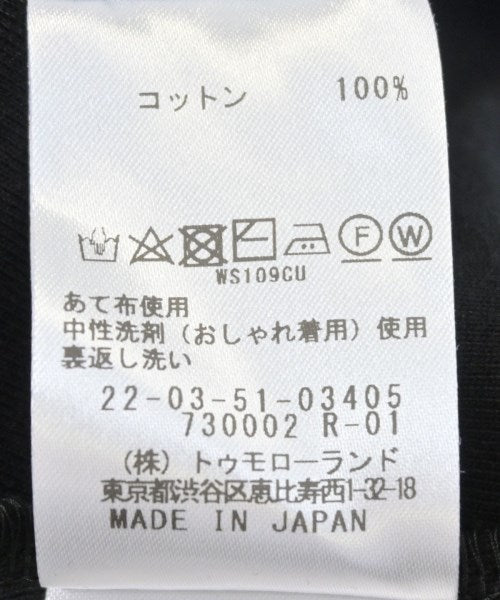 コットン 100%
F W
WS109CU
あて布使用
中性洗剤（おしゃれ着用）使用
裏返し洗い
22-03-51-03405
730002 R-01
（株）トゥモローランド
東京都渋谷区恵比寿西1-32-18
MADE IN JAPAN